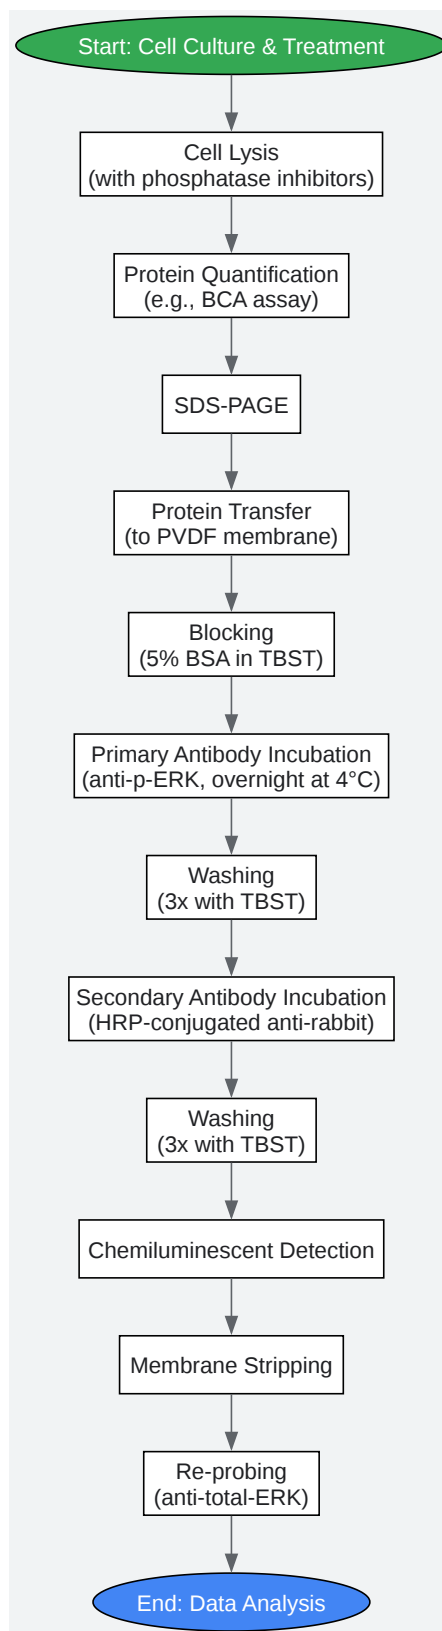 Start: Cell Culture & Treatment
Cell Lysis
(with phosphatase inhibitors)
Protein Quantification
(e.g., BCA assay)
SDS-PAGE
Protein Transfer
(to PVDF membrane)
Blocking
(5% BSA in TBST)
Primary Antibody Incubation
(anti-p-ERK, overnight at 4°C)
Washing
(3x with TBST)
Secondary Antibody Incubation
(HRP-conjugated anti-rabbit)
Washing
(3x with TBST)
Chemiluminescent Detection
Membrane Stripping
Re-probing
(anti-total-ERK)
End: Data Analysis